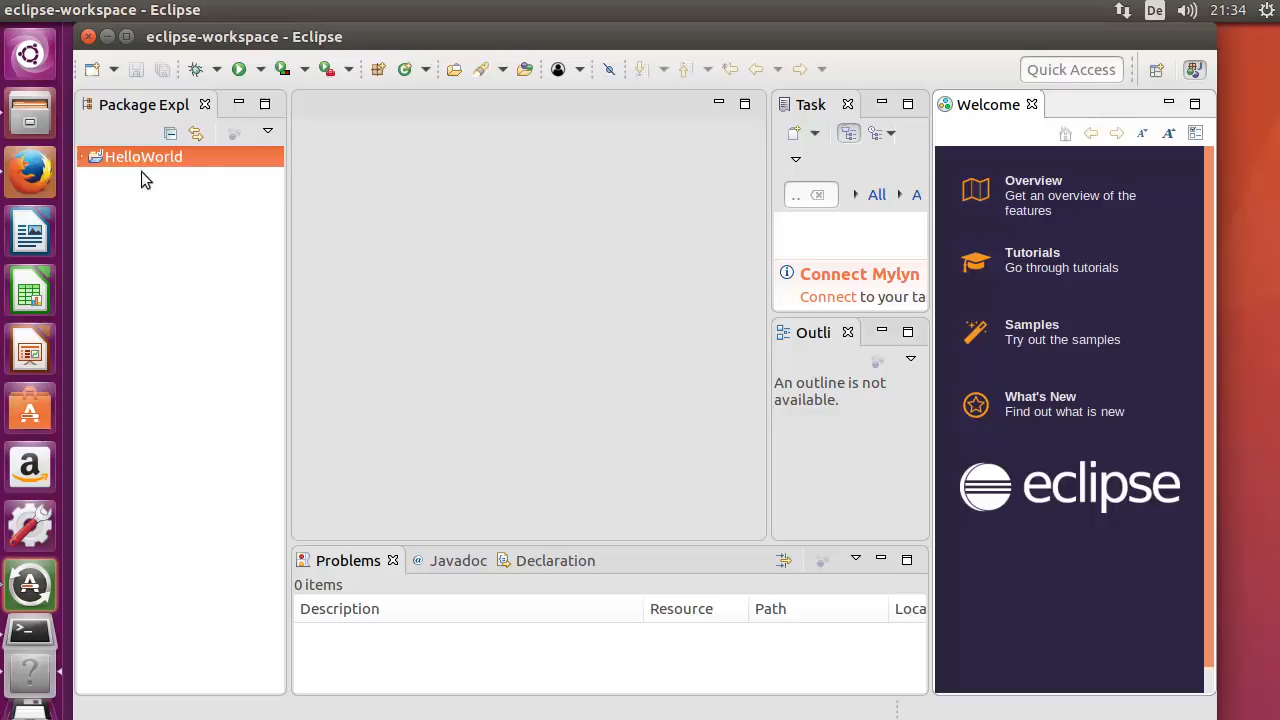 eclipse-workspace - Eclipse
De
21:34
eclipse-workspace - Eclipse
Quick Access
Package Expl
HelloWorld
Task
..
All
A
Connect Mylyn
Connect to your ta
Outli
An outline is not
available.
Welcome
Overview
Get an overview of the
features
Tutorials
Go through tutorials
Samples
Try out the samples
What's New
Find out what is new
eclipse
Problems
@ Javadoc
Declaration
0 items
Description
Resource
Path
Loca